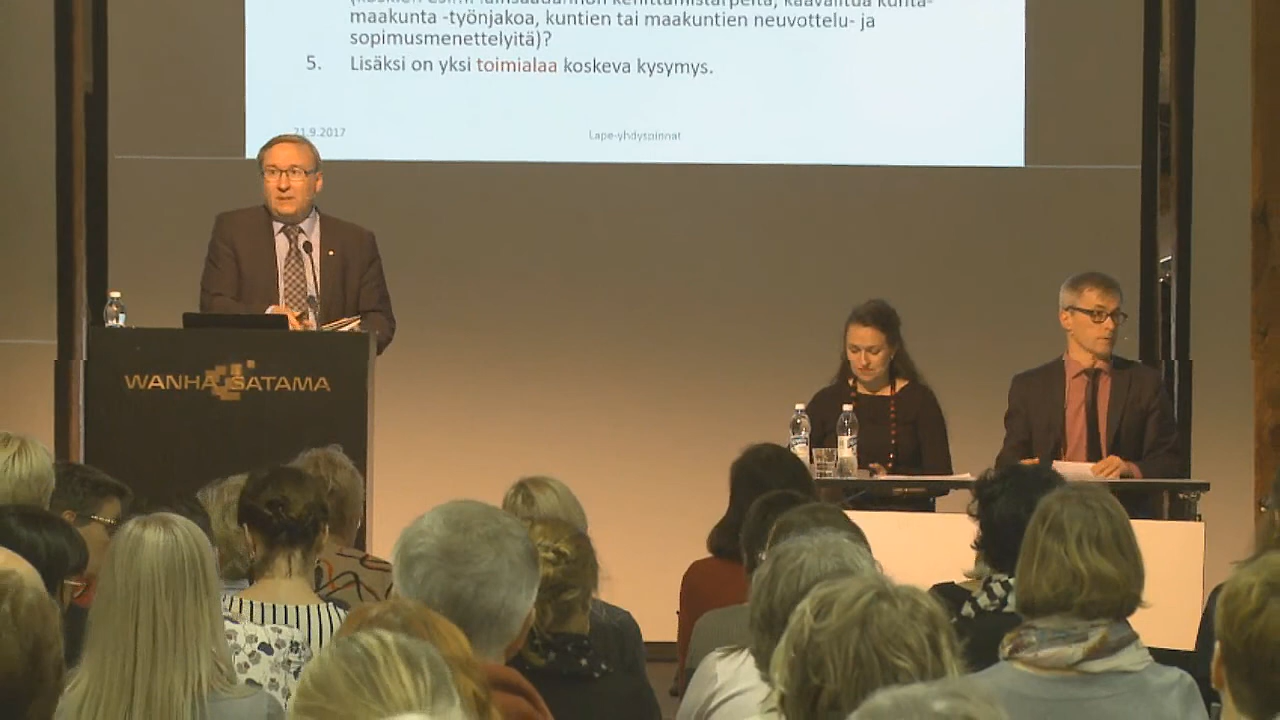 maakunta -työnjakoa, kuntien tai maakuntien neuvottelu- ja
sopimusmenettelyitä)?
5. Lisäksi on yksi toimialaa koskeva kysymys.
21.9.2017
Lape-yhdyspinnat
WANHA SATAMA